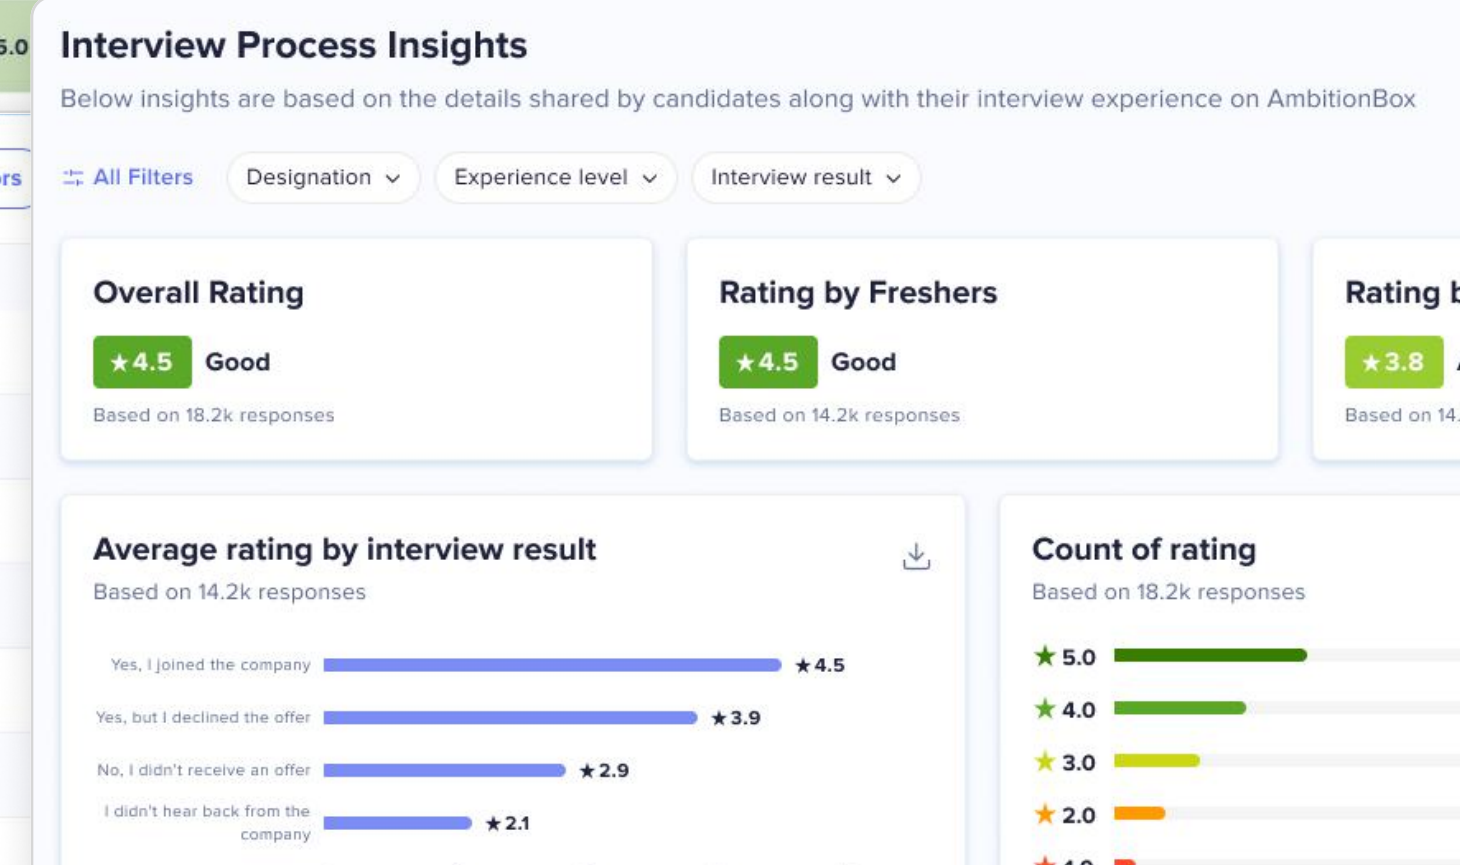 5.0
rs
Interview Process Insights
Below insights are based on the details shared by candidates along with their interview experience on AmbitionBox
All Filters
Designation
Experience level
Interview result
Overall Rating
★4.5 Good
Based on 18.2k responses
Rating by Freshers
★4.5 Good
Based on 14.2k responses
Rating
★3.8
Based on 14.
Average rating by interview result
Based on 14.2k responses
Yes, I joined the company ★4.5
Yes, but I declined the offer ★3.9
No, I didn't receive an offer ★2.9
I didn't hear back from the
company ★2.1
Count of rating
Based on 18.2k responses
★ 5.0
★ 4.0
★ 3.0
★ 2.0